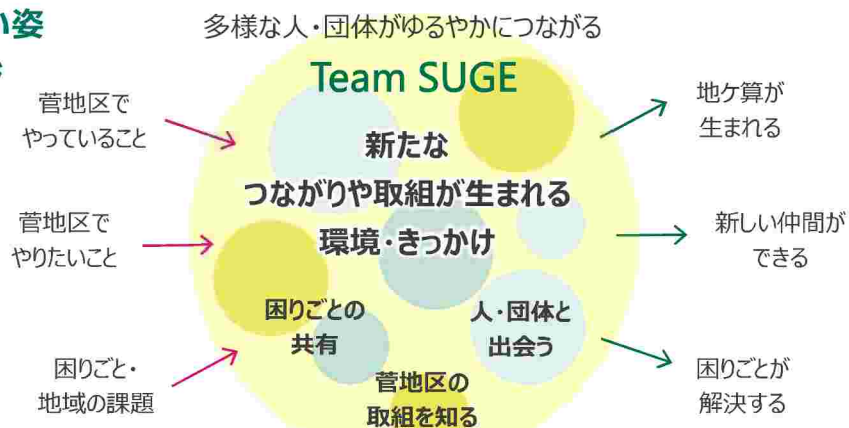 い姿
多様な人・団体がゆるやかにつながる
Team SUGE
菅地区で
やっていること
菅地区で
やりたいこと
困りごと・
地域の課題
新たな
つながりや取組が生まれる
環境・きっかけ
困りごとの
共有
人・団体と
出会う
菅地区の
取組を知る
地ケ算が
生まれる
新しい仲間が
できる
困りごとが
解決する